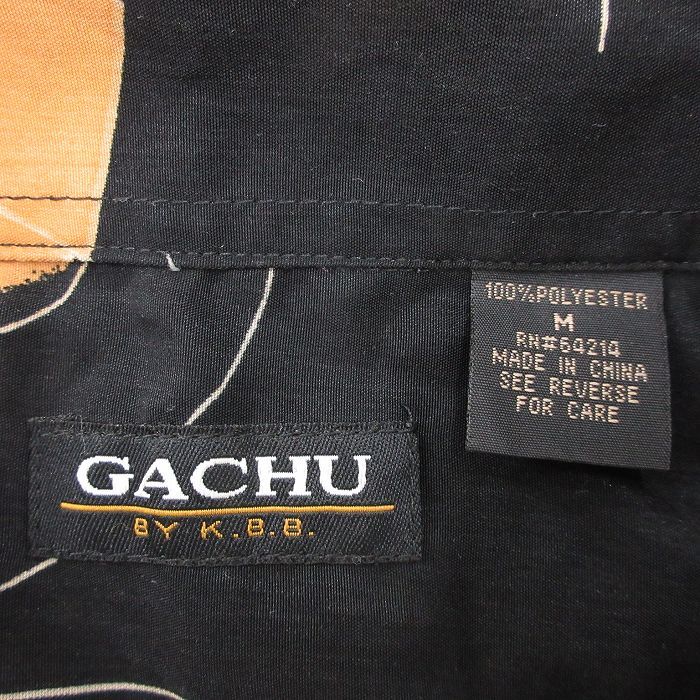 100%POLYESTER
M
RN#64214
MADE IN CHINA
SEE REVERSE
FOR CARE
GACHU
BY K.B.B.